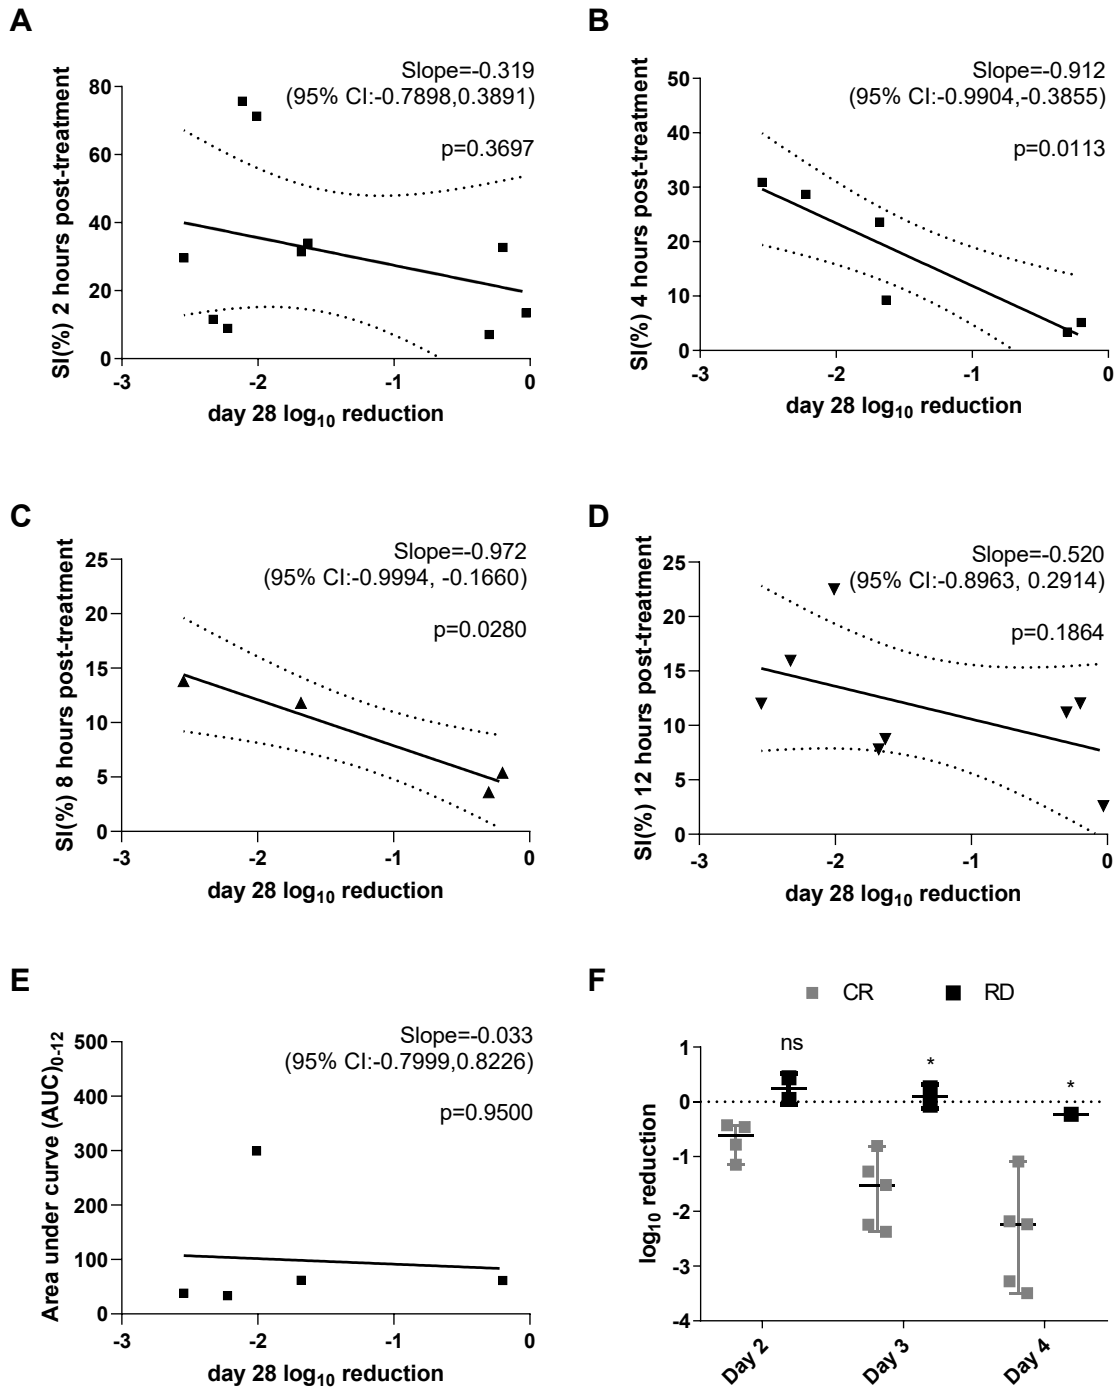 A
Slope=-0.319
(95% CI:-0.7898,0.3891)
p=0.3697
80
60
40
20
0
-3
-2
-1
0
SI(%) 2 hours post-treatment
day 28 log10 reduction
B
Slope=-0.912
(95% CI:-0.9904,-0.3855)
p=0.0113
50
40
30
20
10
0
-3
-2
-1
0
SI(%) 4 hours post-treatment
day 28 log10 reduction
C
Slope=-0.972
(95% CI:-0.9994, -0.1660)
p=0.0280
25
20
15
10
5
0
-3
-2
-1
0
SI(%) 8 hours post-treatment
day 28 log10 reduction
D
Slope=-0.520
(95% CI:-0.8963, 0.2914)
p=0.1864
25
20
15
10
5
0
-3
-2
-1
0
SI(%) 12 hours post-treatment
day 28 log10 reduction
E
Slope=-0.033
(95% CI:-0.7999,0.8226)
p=0.9500
500
400
300
200
100
0
-3
-2
-1
0
Area under curve (AUC)0-12
day 28 log10 reduction
F
CR
RD
ns
*
*
1
0
-1
-2
-3
-4
log10 reduction
Day 2
Day 3
Day 4